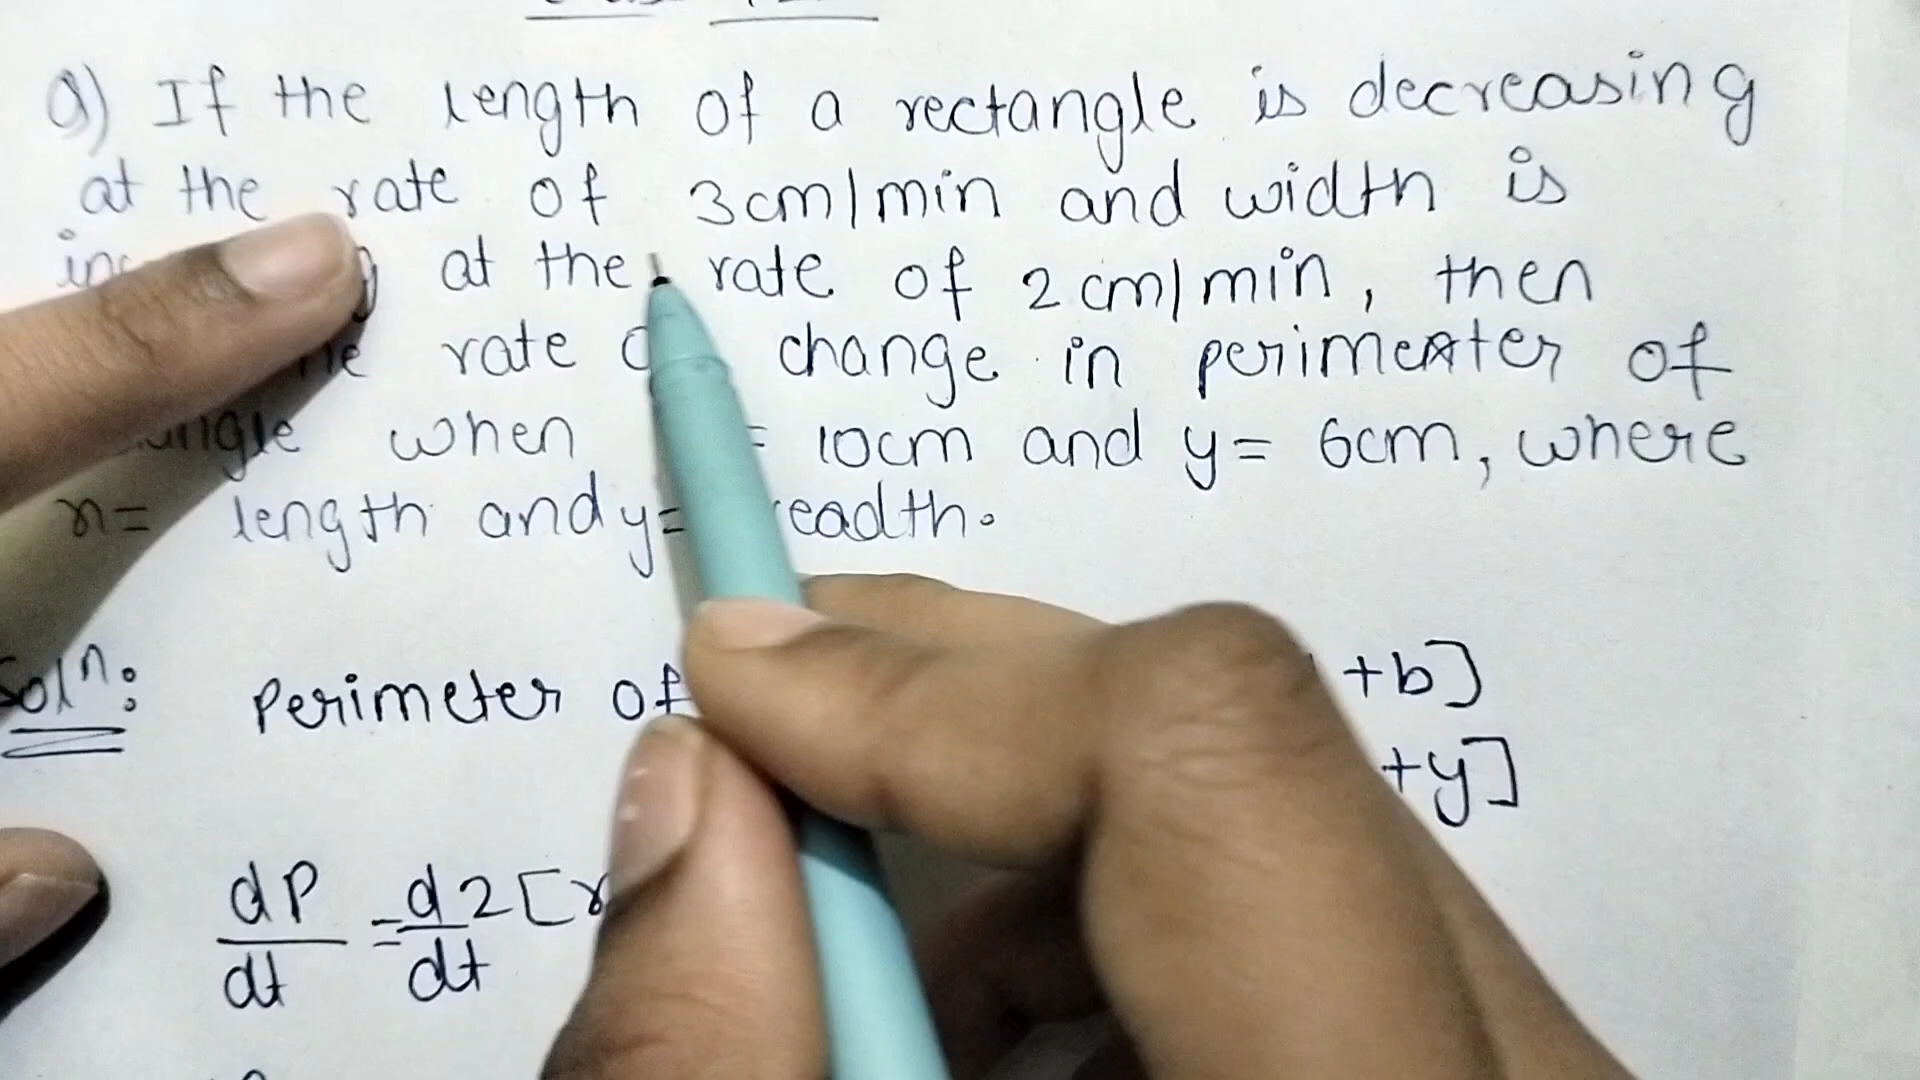 Q) If the length of a rectangle is decreasing
at the rate of 3cm/min and width is
at the rate of 2cm/min, then
rate change in perimeter of
when = 10cm and y = 6cm, where
x = length and y =
Soln: Perimeter of +b]
+y]
dP/dt = d/dt 2[x